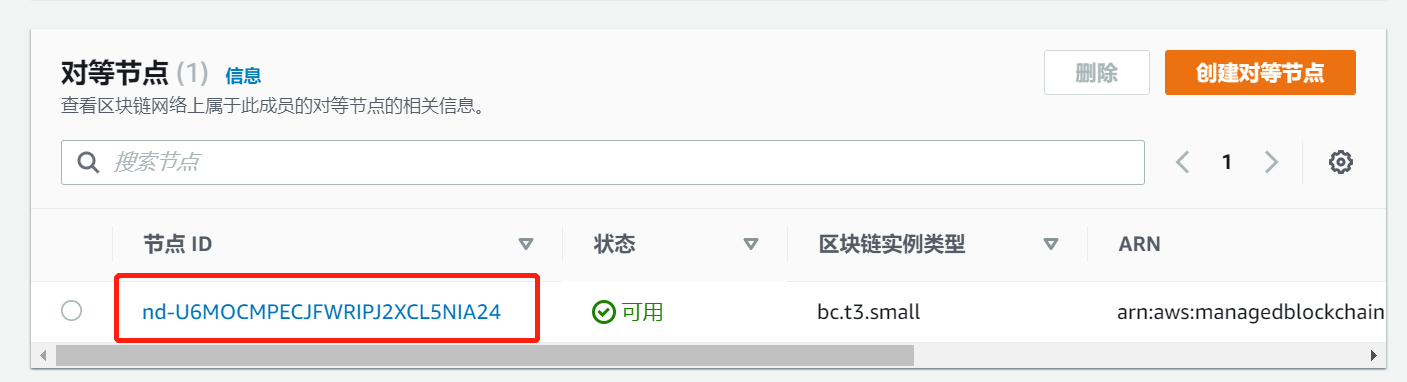 对等节点 (1) 信息
删除
创建对等节点
查看区块链网络上属于此成员的对等节点的相关信息。
搜索节点
1
节点 ID
状态
区块链实例类型
ARN
nd-U6MOCMPECJFWRIPJ2XCL5NIA24
可用
bc.t3.small
arn:aws:managedblockchain